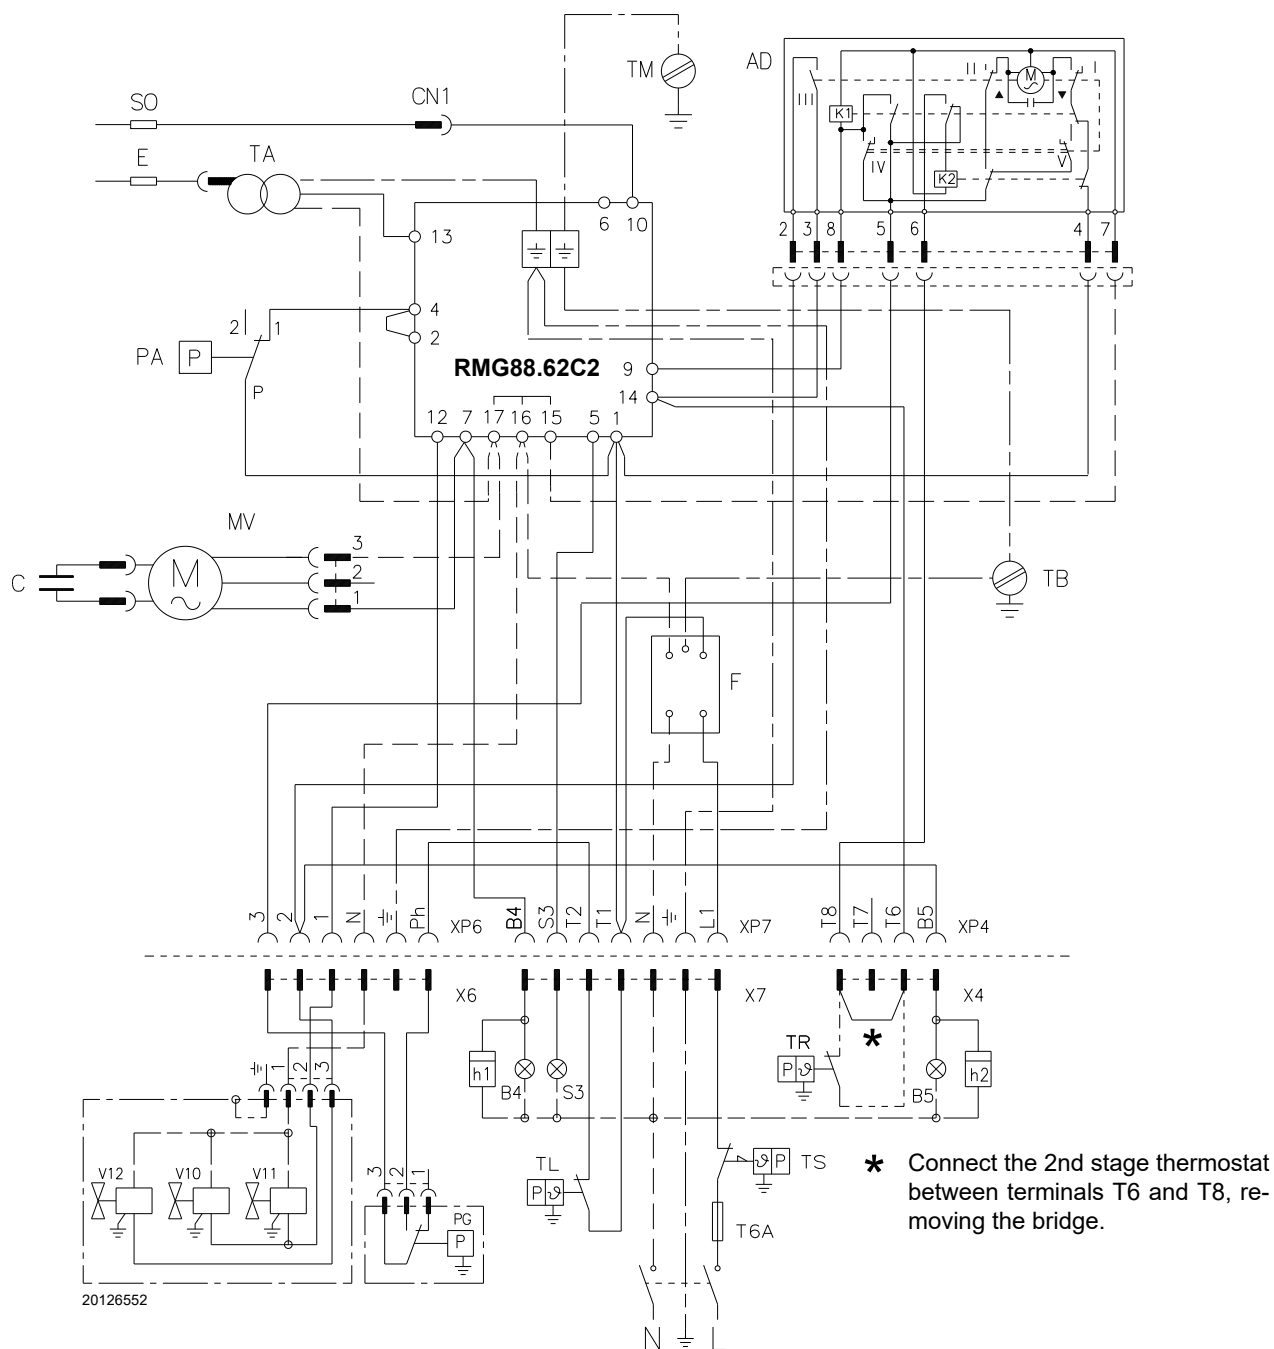 TM
AD
II
M
I
III
K1
IV
V
K2
SO
CN1
E
TA
6
10
13
2
3
8
5
6
4
7
4
2
2
1
PA
P
P
RMG88.62C2
9
14
12
7
17
16
15
5
1
MV
C
M
3
2
1
TB
F
3
2
1
N
Ph
XP6
B4
S3
T2
T1
N
L1
XP7
T8
T7
T6
B5
XP4
X6
X7
X4
h1
B4
S3
TR
P
*
B5
h2
1
2
3
V12
V10
V11
3
2
1
PG
P
TL
P
P
TS
T6A
* Connect the 2nd stage thermostat
between terminals T6 and T8, re-
moving the bridge.
20126552
N
L